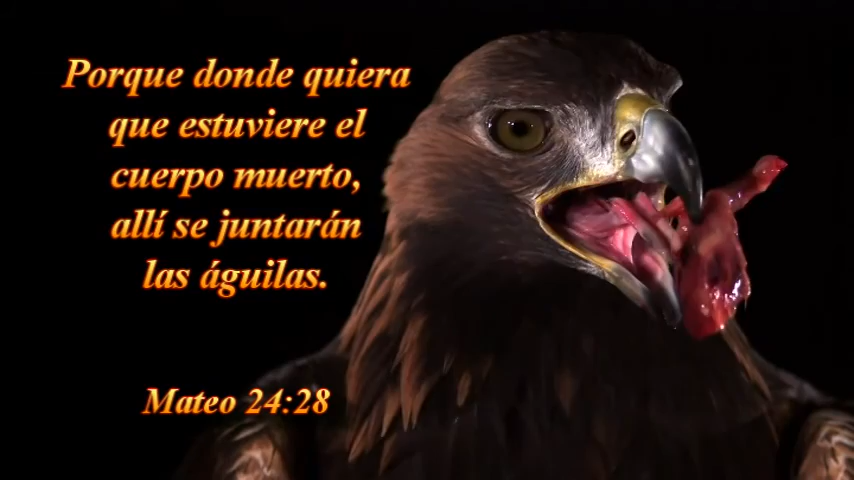 Porque donde quiera
que estuviere el
cuerpo muerto,
allí se juntarán
las águilas.
Mateo 24:28